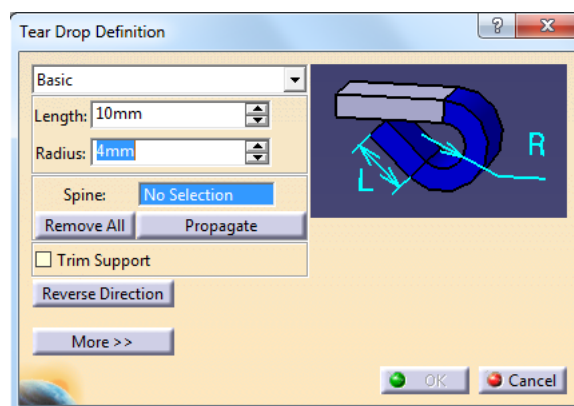 Tear Drop Definition
Basic
Length: 10mm
Radius: 4mm
Spine: No Selection
Remove All Propagate
Trim Support
Reverse Direction
More >>
L
R
OK Cancel